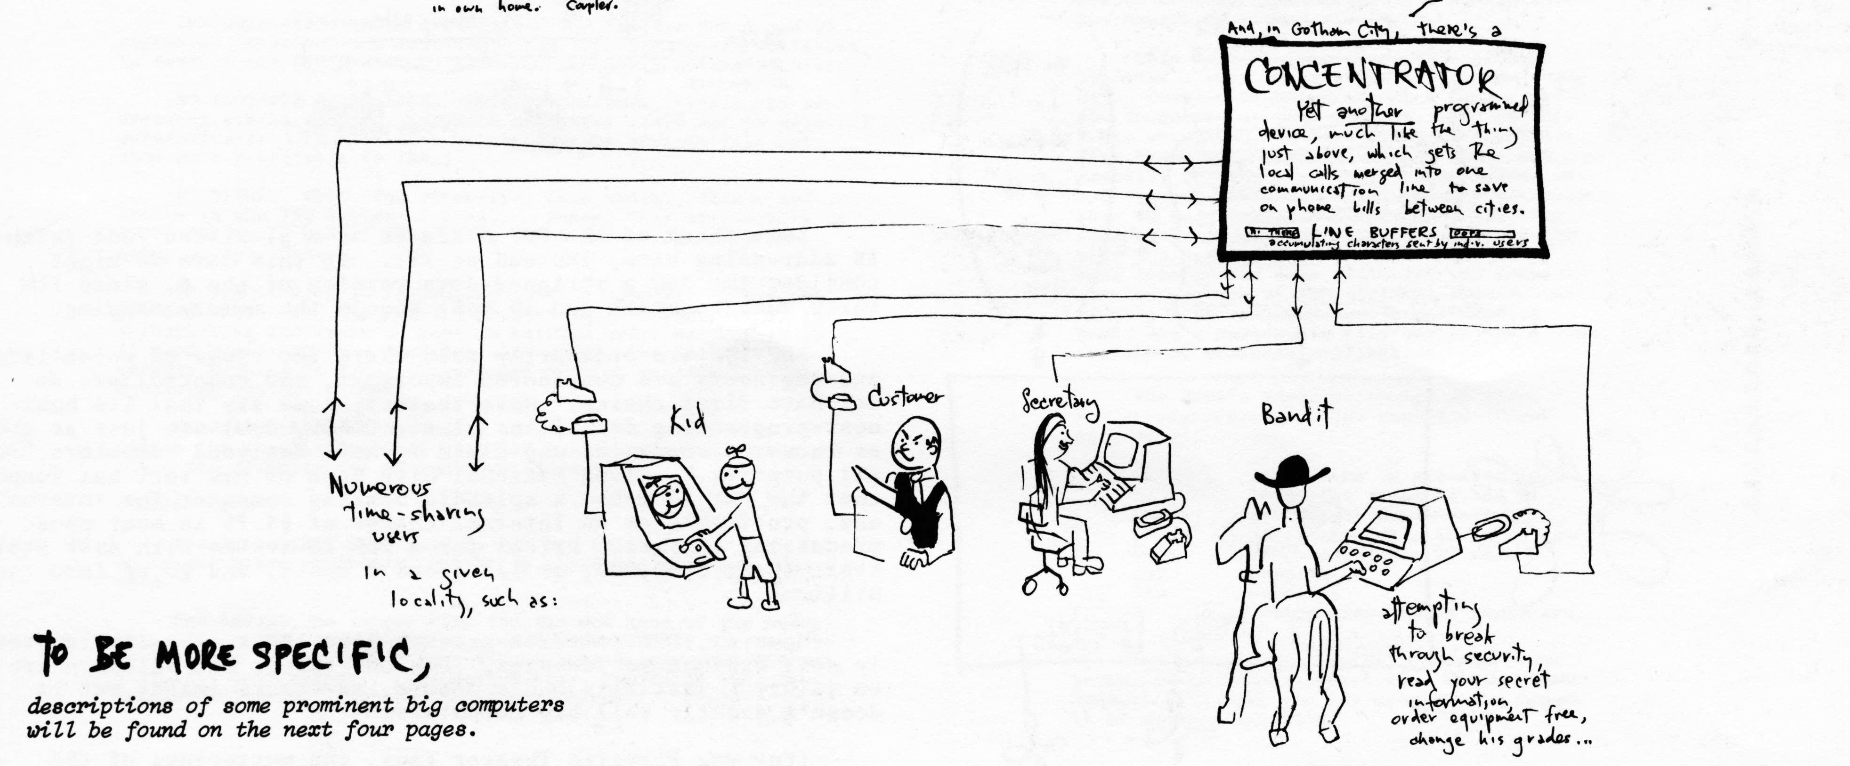 in own home. Coupler.
And, in Gotham City, there's a
CONCENTRATOR
Yet another programmed
device, much like the thing
just above, which gets the
local calls merged into one
communication line to save
on phone bills between cities.
HI THERE LINE BUFFERS OOPS
accumulating characters sent by indiv. users
Kid
Customer
Secretary
Bandit
Numerous
time-sharing
users
in a given
locality, such as:
attempting
to break
through security,
read your secret
information,
order equipment free,
change his grades...
TO BE MORE SPECIFIC,
descriptions of some prominent big computers
will be found on the next four pages.